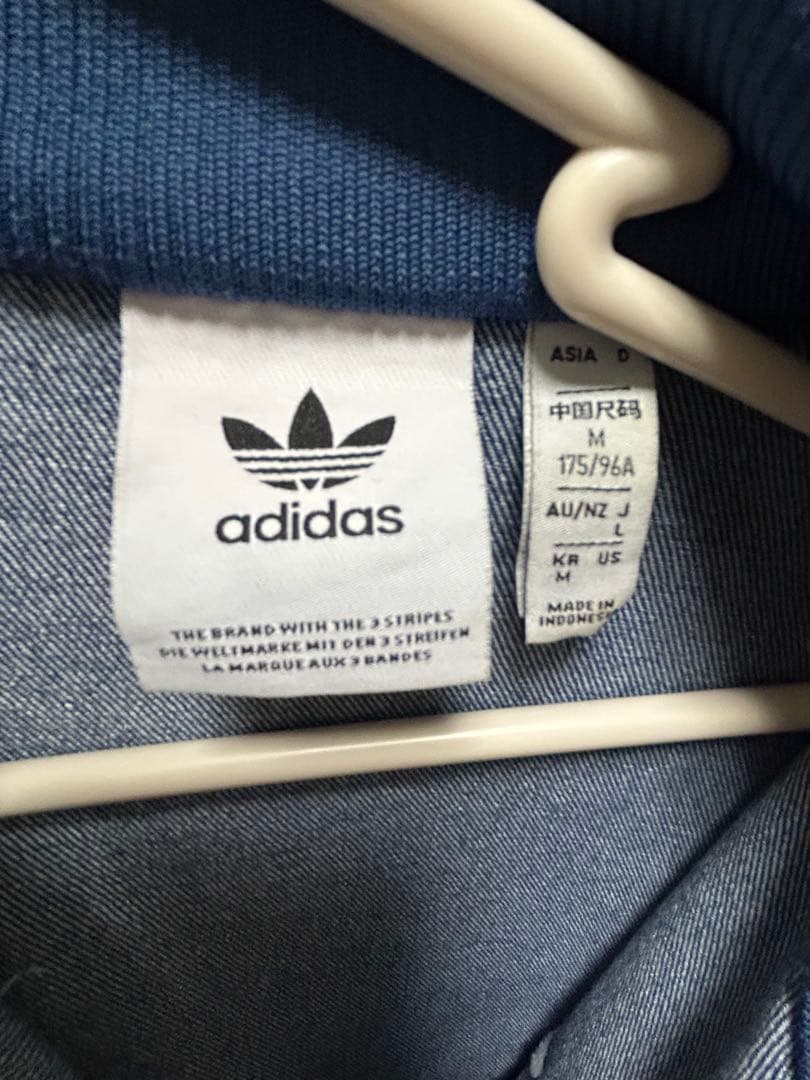 adidas
THE BRAND WITH THE 3 STRIPES
DIE WELTMARKE MIT DEN 3 STREIFEN
LA MARQUE AUX 3 BANDES
ASIA D
中国尺码
M
175/96A
AU/NZ J
L
KR US
M
MADE IN